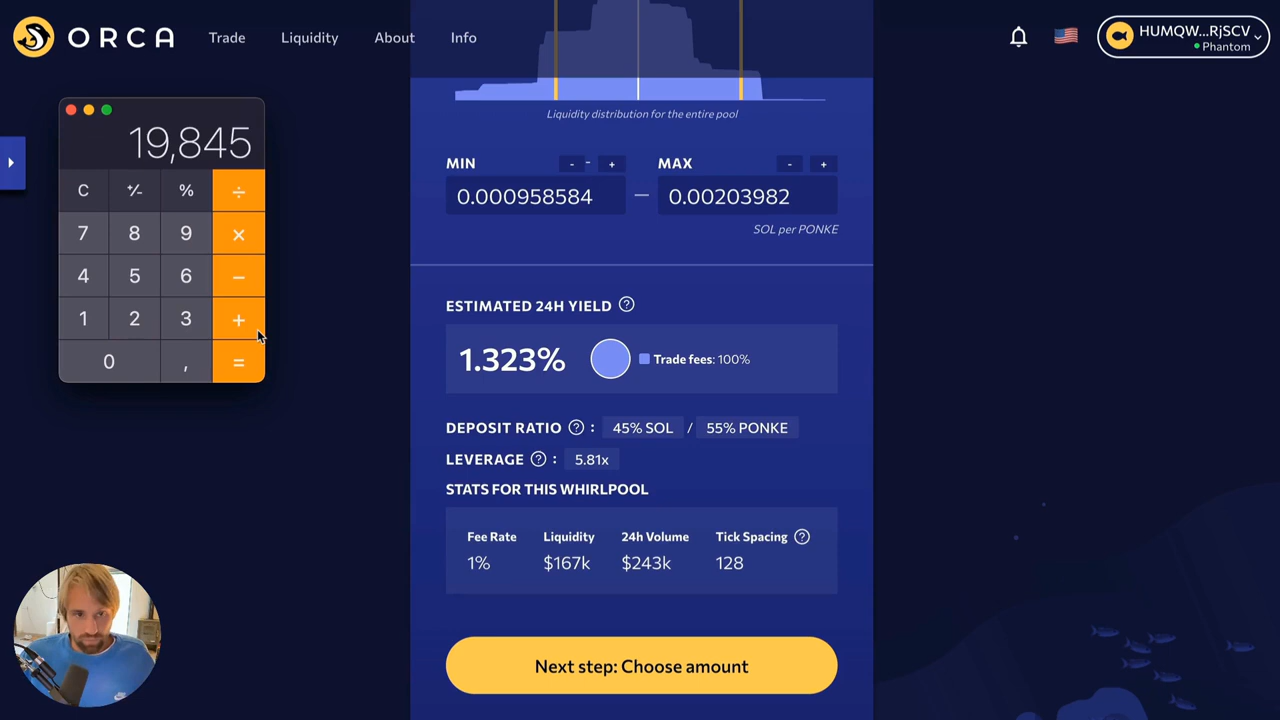 ORCA Trade Liquidity About Info HUMQW...RjSCV
Phantom
19,845
C +/- % ÷
7 8 9 ×
4 5 6 −
1 2 3 +
0 , =
Liquidity distribution for the entire pool
MIN - - + MAX - +
0.000958584 — 0.00203982
SOL per PONKE
ESTIMATED 24H YIELD ?
1.323% Trade fees: 100%
DEPOSIT RATIO ? : 45% SOL / 55% PONKE
LEVERAGE ? : 5.81x
STATS FOR THIS WHIRLPOOL
Fee Rate Liquidity 24h Volume Tick Spacing ?
1% $167k $243k 128
Next step: Choose amount